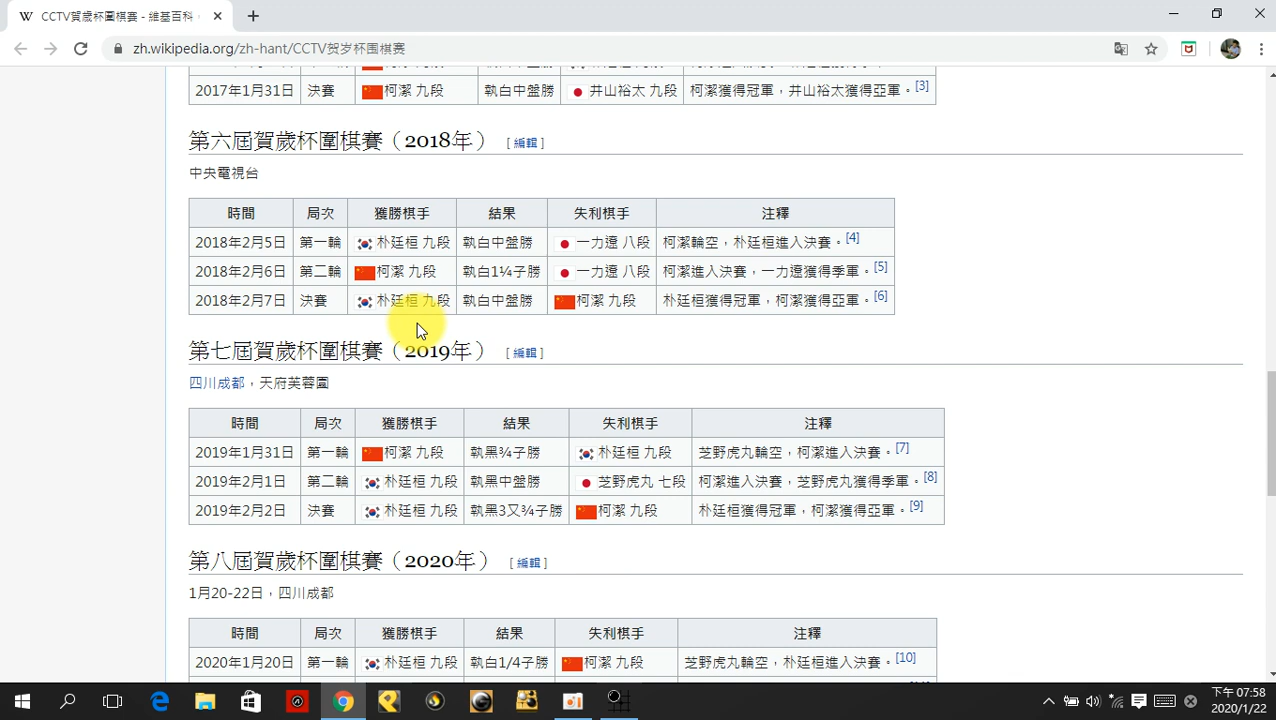 CCTV賀歲杯圍棋賽 - 維基百科
zh.wikipedia.org/zh-hant/CCTV贺岁杯围棋赛
2017年1月31日 決賽 柯潔 九段 執白中盤勝 井山裕太 九段 柯潔獲得冠軍，井山裕太獲得亞軍。[3]
第六屆賀歲杯圍棋賽（2018年） [編輯]
中央電視台
時間 局次 獲勝棋手 結果 失利棋手 注釋
2018年2月5日 第一輪 朴廷桓 九段 執白中盤勝 一力遼 八段 柯潔輪空，朴廷桓進入決賽。[4]
2018年2月6日 第二輪 柯潔 九段 執白1¼子勝 一力遼 八段 柯潔進入決賽，一力遼獲得季軍。[5]
2018年2月7日 決賽 朴廷桓 九段 執白中盤勝 柯潔 九段 朴廷桓獲得冠軍，柯潔獲得亞軍。[6]
第七屆賀歲杯圍棋賽（2019年） [編輯]
四川成都，天府芙蓉園
時間 局次 獲勝棋手 結果 失利棋手 注釋
2019年1月31日 第一輪 柯潔 九段 執黑¾子勝 朴廷桓 九段 芝野虎丸輪空，柯潔進入決賽。[7]
2019年2月1日 第二輪 朴廷桓 九段 執黑中盤勝 芝野虎丸 七段 柯潔進入決賽，芝野虎丸獲得季軍。[8]
2019年2月2日 決賽 朴廷桓 九段 執黑3又¾子勝 柯潔 九段 朴廷桓獲得冠軍，柯潔獲得亞軍。[9]
第八屆賀歲杯圍棋賽（2020年） [編輯]
1月20-22日，四川成都
時間 局次 獲勝棋手 結果 失利棋手 注釋
2020年1月20日 第一輪 朴廷桓 九段 執白1/4子勝 柯潔 九段 芝野虎丸輪空，朴廷桓進入決賽。[10]
下午 07:58
2020/1/22